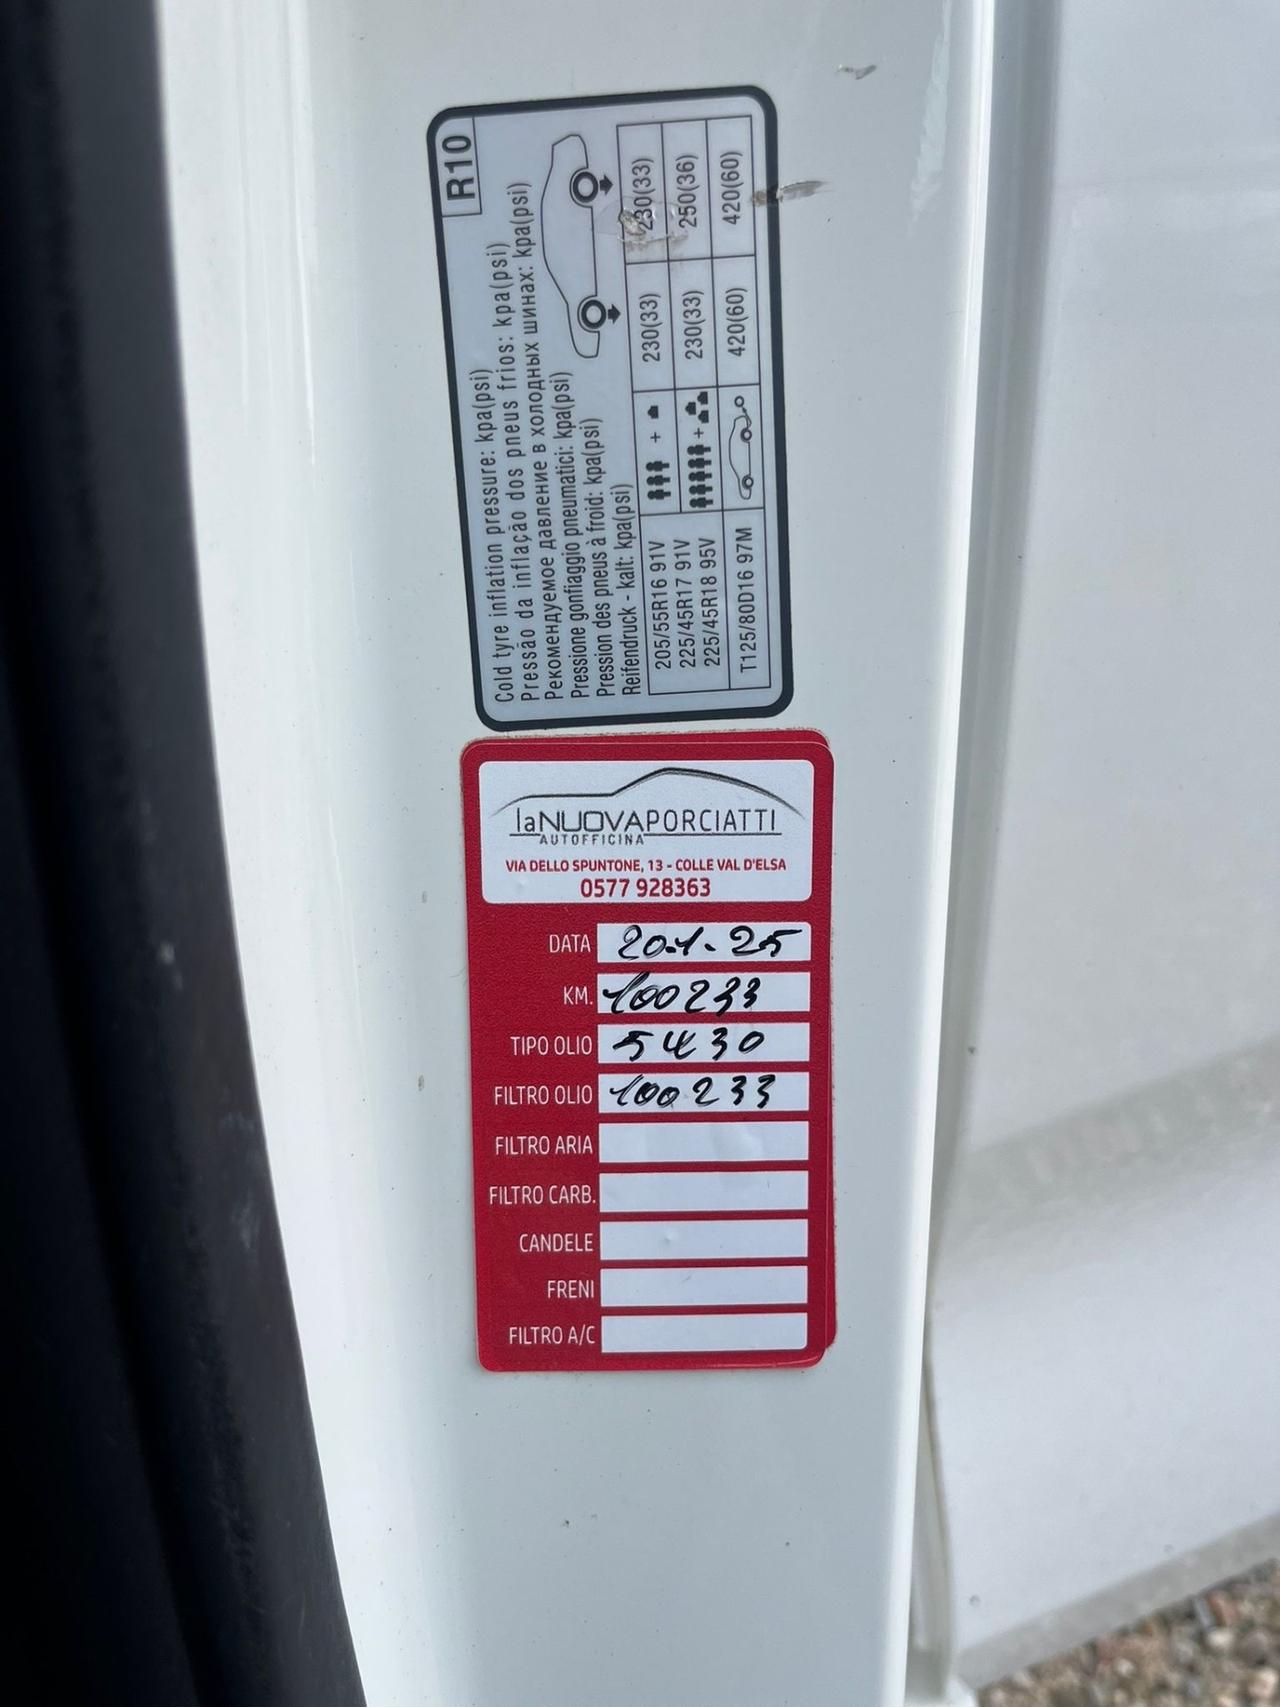 R10
Cold tyre inflation pressure: kpa(psi)
Pressão da inflação dos pneus frios: kpa(psi)
Рекомендуемое давление в холодных шинах: kpa(psi)
Pressione gonfiaggio pneumatici: kpa(psi)
Pression des pneus à froid: kpa(psi)
Reifendruck - kalt: kpa(psi)
205/55R16 91V + 230(33) 230(33)
225/45R17 91V
225/45R18 95V + 230(33) 250(36)
T125/80D16 97M 420(60) 420(60)
laNUOVAPORCIATTI
AUTOFFICINA
VIA DELLO SPUNTONE, 13 - COLLE VAL D'ELSA
0577 928363
DATA 20.1.25
KM. 100233
TIPO OLIO 5W30
FILTRO OLIO 100233
FILTRO ARIA
FILTRO CARB.
CANDELE
FRENI
FILTRO A/C